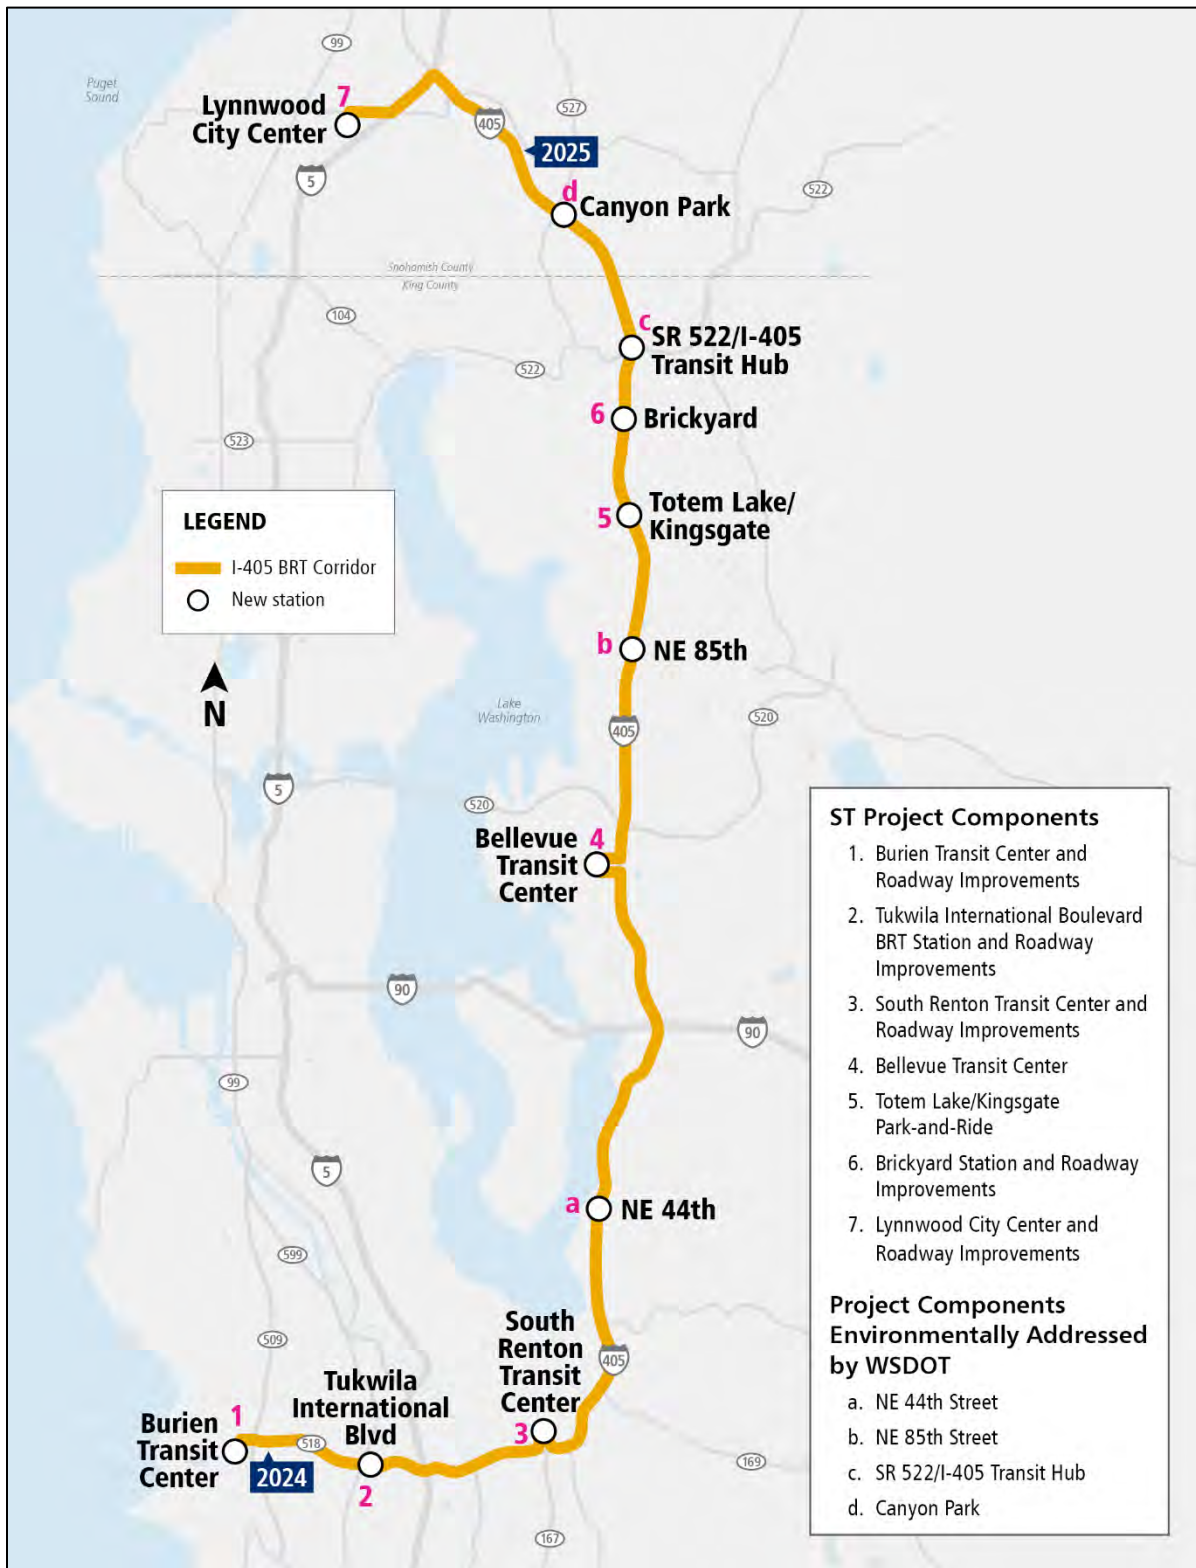 99
Puget
Sound
7
Lynnwood
City Center
405
527
2025
5
522
d
Canyon Park
Snohamish County
King County
104
c
SR 522/I-405
Transit Hub
522
6
Brickyard
523
LEGEND
I-405 BRT Corridor
New station
5
Totem Lake/
Kingsgate
b
NE 85th
N
Lake
Washington
405
520
5
520
4
Bellevue
Transit
Center
90
90
99
5
a
NE 44th
599
509
South
Renton
Transit
Center
405
3
Tukwila
International
Blvd
1
Burien
Transit
Center
518
2024
2
169
167
ST Project Components
1. Burien Transit Center and
Roadway Improvements
2. Tukwila International Boulevard
BRT Station and Roadway
Improvements
3. South Renton Transit Center and
Roadway Improvements
4. Bellevue Transit Center
5. Totem Lake/Kingsgate
Park-and-Ride
6. Brickyard Station and Roadway
Improvements
7. Lynnwood City Center and
Roadway Improvements
Project Components
Environmentally Addressed
by WSDOT
a. NE 44th Street
b. NE 85th Street
c. SR 522/I-405 Transit Hub
d. Canyon Park